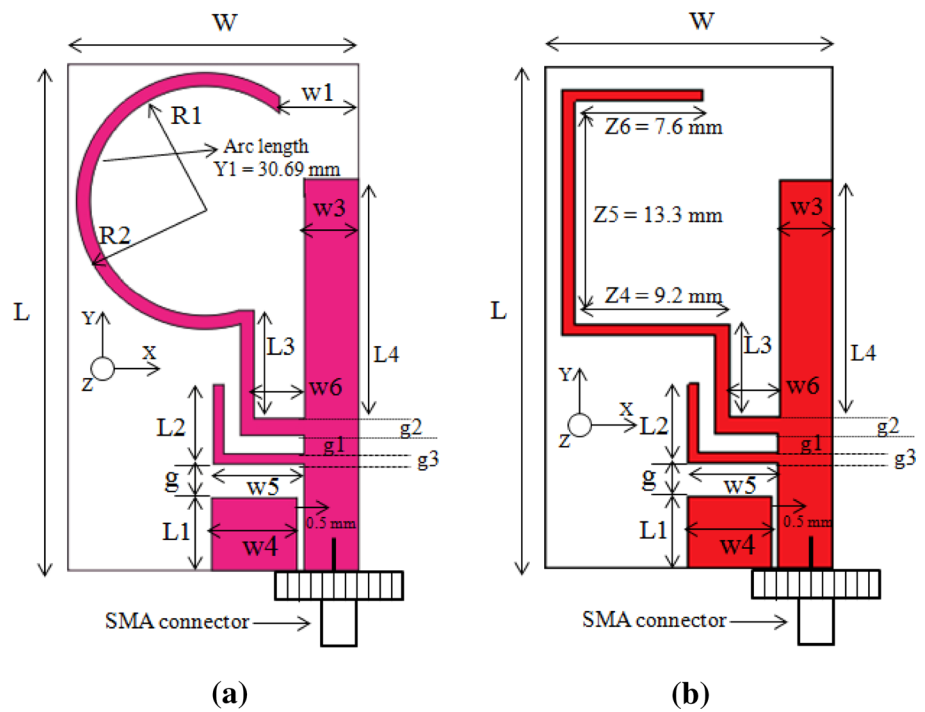 W
w1
R1
Arc length
Y1 = 30.69 mm
w3
R2
L
Y
X
Z
L3
L4
w6
L2
g2
g1
g3
g
w5
L1
0.5 mm
w4
SMA connector
(a)
W
Z6 = 7.6 mm
w3
Z5 = 13.3 mm
Z4 = 9.2 mm
L
L3
L4
Y
X
Z
w6
L2
g2
g1
g3
g
w5
L1
0.5 mm
w4
SMA connector
(b)